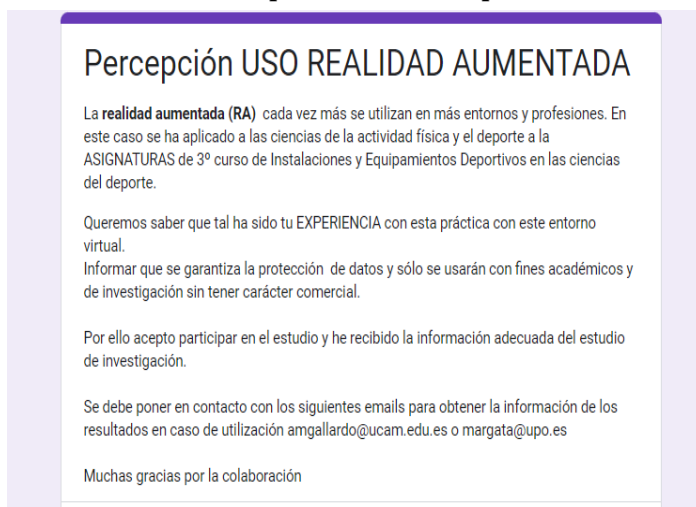 Percepción USO REALIDAD AUMENTADA
La realidad aumentada (RA) cada vez más se utilizan en más entornos y profesiones. En
este caso se ha aplicado a las ciencias de la actividad física y el deporte a la
ASIGNATURAS de 3º curso de Instalaciones y Equipamientos Deportivos en las ciencias
del deporte.
Queremos saber que tal ha sido tu EXPERIENCIA con esta práctica con este entorno
virtual.
Informar que se garantiza la protección de datos y sólo se usarán con fines académicos y
de investigación sin tener carácter comercial.
Por ello acepto participar en el estudio y he recibido la información adecuada del estudio
de investigación.
Se debe poner en contacto con los siguientes emails para obtener la información de los
resultados en caso de utilización amgallardo@ucam.edu.es o margata@upo.es
Muchas gracias por la colaboración